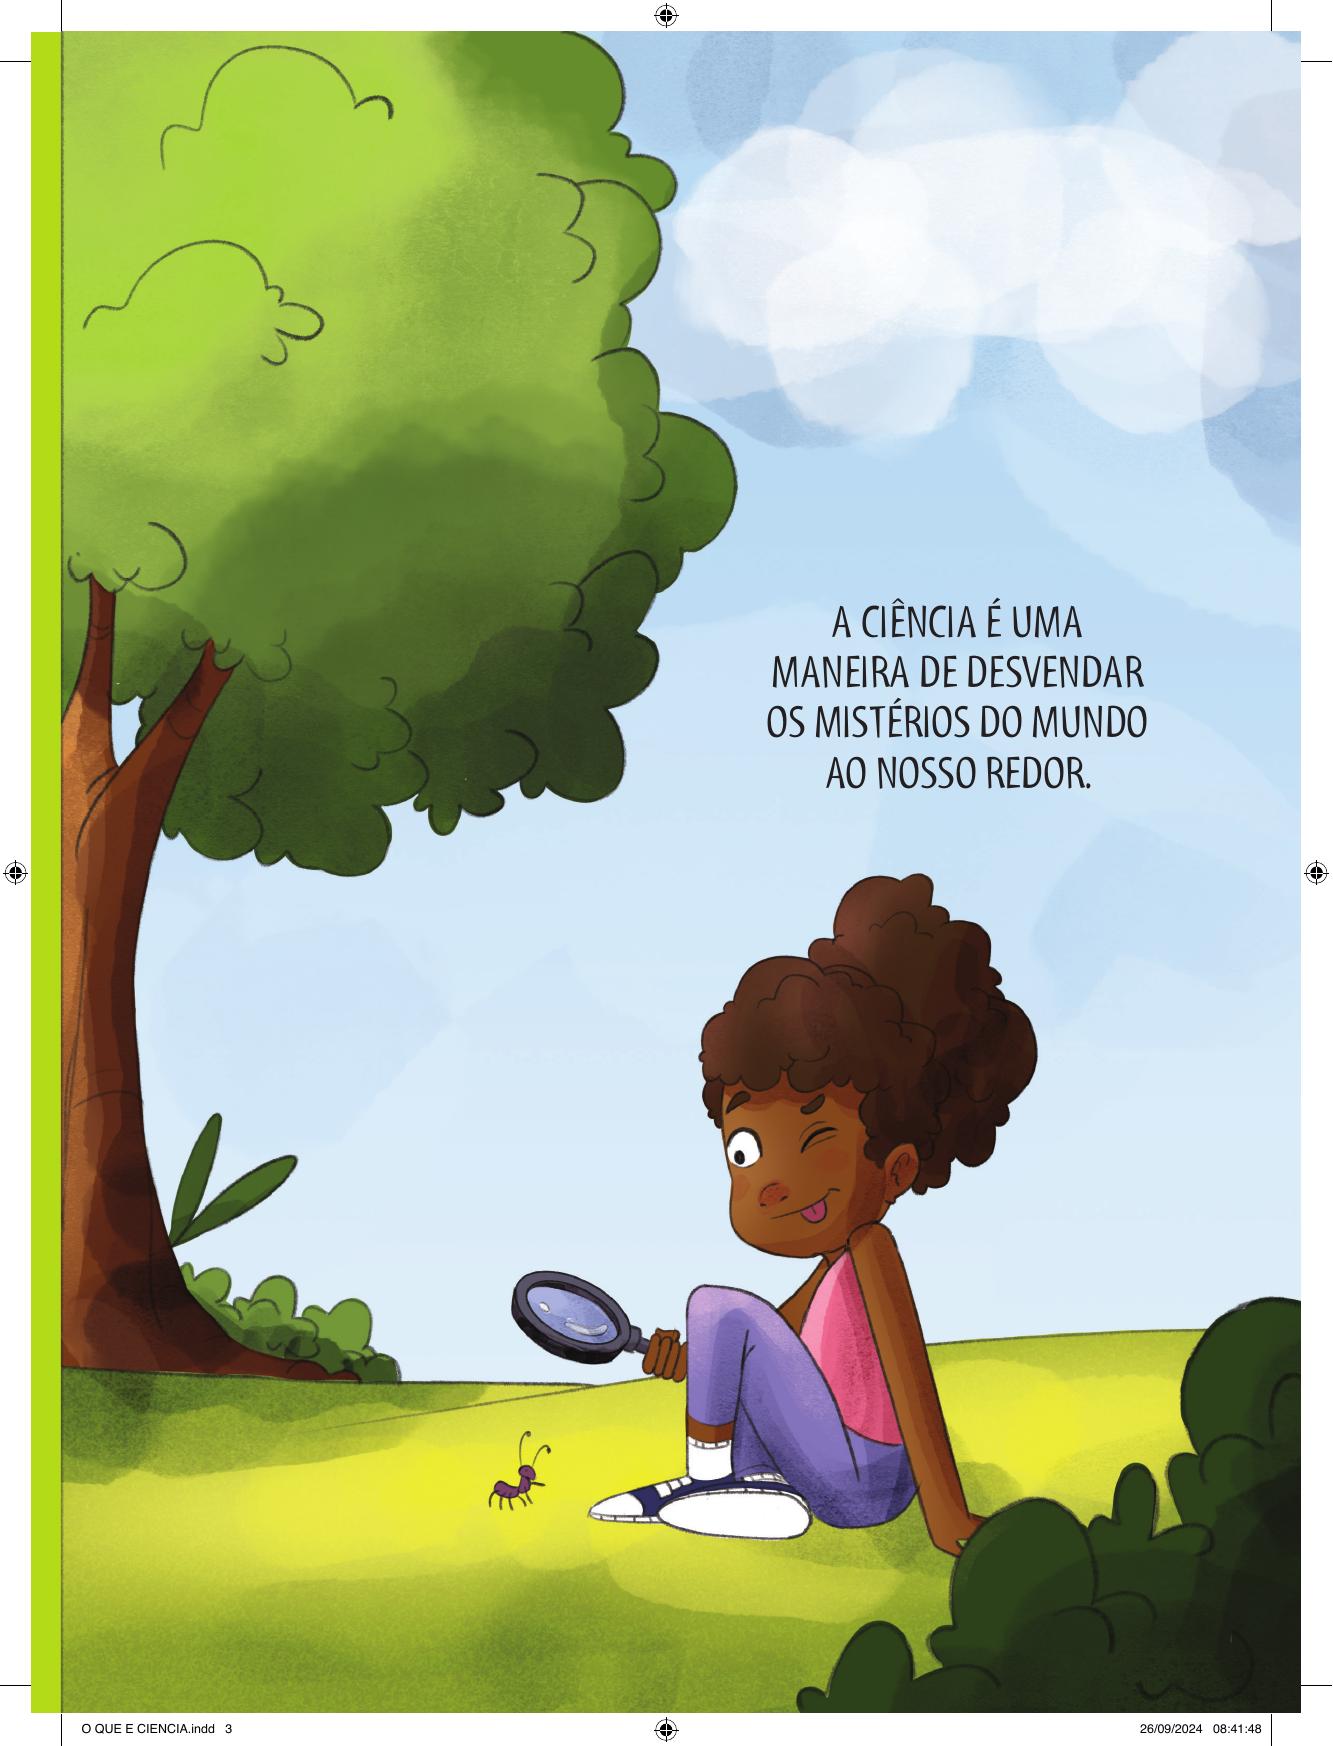 A CIÊNCIA É UMA
MANEIRA DE DESVENDAR
OS MISTÉRIOS DO MUNDO
AO NOSSO REDOR.
O QUE E CIENCIA.indd 3
26/09/2024 08:41:48